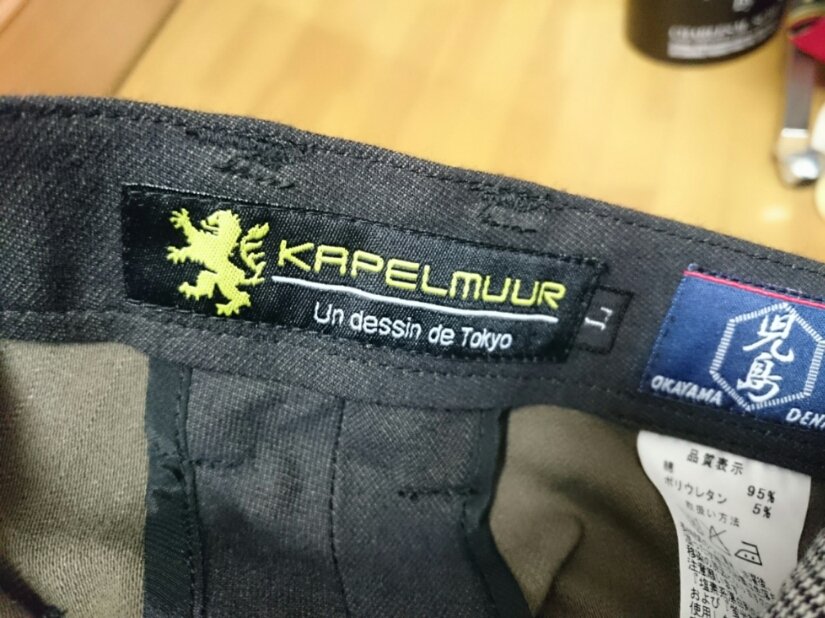 KAPELMUUR
Un dessin de Tokyo
L
児島
OKAYAMA
品質表示
綿 95%
ポリウレタン 5%
取扱い方法